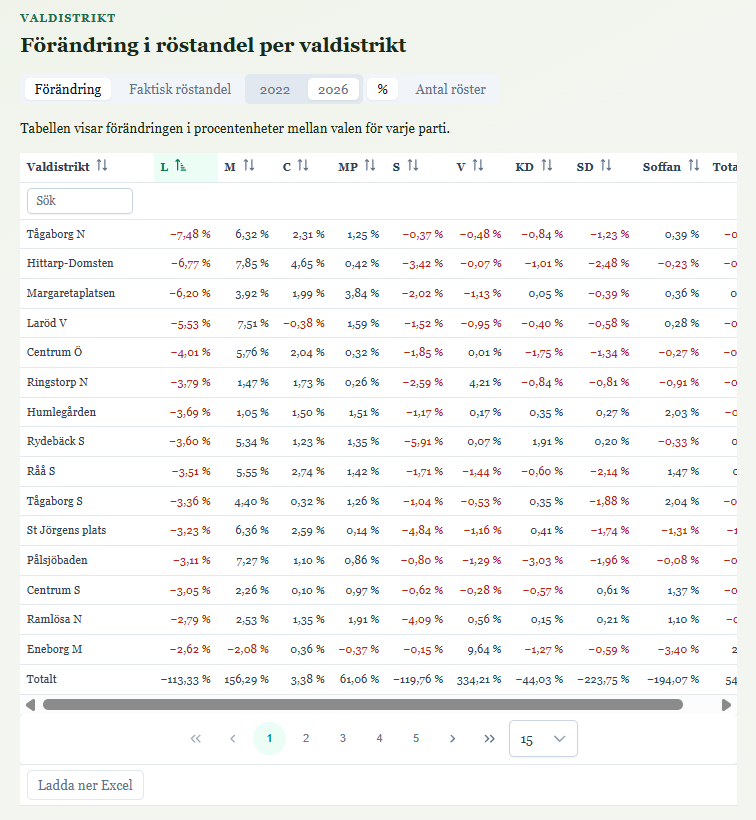 VALDISTRIKT
Förändring i röstandel per valdistrikt
Förändring Faktisk röstandel 2022 2026 % Antal röster
Tabellen visar förändringen i procentenheter mellan valen för varje parti.
Valdistrikt L M C MP S V KD SD Soffan Tota
Sök
Tågaborg N −7,48 % 6,32 % 2,31 % 1,25 % −0,37 % −0,48 % −0,84 % −1,23 % 0,39 % −0
Hittarp-Domsten −6,77 % 7,85 % 4,65 % 0,42 % −3,42 % −0,07 % −1,01 % −2,48 % −0,23 % −0
Margaretaplatsen −6,20 % 3,92 % 1,99 % 3,84 % −2,02 % −1,13 % 0,05 % −0,39 % 0,36 % 0
Laröd V −5,53 % 7,51 % −0,38 % 1,59 % −1,52 % −0,95 % −0,40 % −0,58 % 0,28 % −0
Centrum Ö −4,01 % 5,76 % 2,04 % 0,32 % −1,85 % 0,01 % −1,75 % −1,34 % −0,27 % −0
Ringstorp N −3,79 % 1,47 % 1,73 % 0,26 % −2,59 % 4,21 % −0,84 % −0,81 % −0,91 % −0
Humlegården −3,69 % 1,05 % 1,50 % 1,51 % −1,17 % 0,17 % 0,35 % 0,27 % 2,03 % −0
Rydebäck S −3,60 % 5,34 % 1,23 % 1,35 % −5,91 % 0,07 % 1,91 % 0,20 % −0,33 % 0
Råå S −3,51 % 5,55 % 2,74 % 1,42 % −1,71 % −1,44 % −0,60 % −2,14 % 1,47 % 0
Tågaborg S −3,36 % 4,40 % 0,32 % 1,26 % −1,04 % −0,53 % 0,35 % −1,88 % 2,04 % −0
St Jörgens plats −3,23 % 6,36 % 2,59 % 0,14 % −4,84 % −1,16 % 0,41 % −1,74 % −1,31 % −1
Pålsjöbaden −3,11 % 7,27 % 1,10 % 0,86 % −0,80 % −1,29 % −3,03 % −1,96 % −0,08 % −0
Centrum S −3,05 % 2,26 % 0,10 % 0,97 % −0,62 % −0,28 % −0,57 % 0,61 % 1,37 % −0
Ramlösa N −2,79 % 2,53 % 1,35 % 1,91 % −4,09 % 0,56 % 0,15 % 0,21 % 1,10 % −0
Eneborg M −2,62 % −2,08 % 0,36 % −0,37 % −0,15 % 9,64 % −1,27 % −0,59 % −3,40 % 2
Totalt −113,33 % 156,29 % 3,38 % 61,06 % −119,76 % 334,21 % −44,03 % −223,75 % −194,07 % 54
« ‹ 1 2 3 4 5 › » 15
Ladda ner Excel